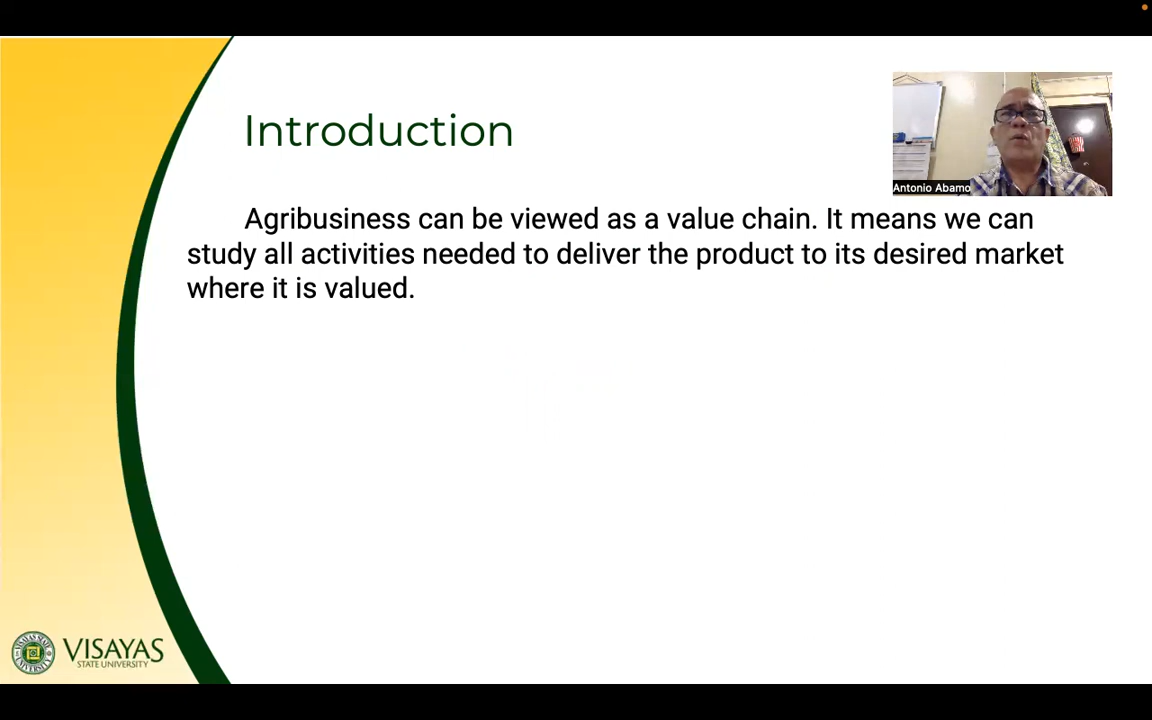 Introduction
Antonio Abamo
Agribusiness can be viewed as a value chain. It means we can
study all activities needed to deliver the product to its desired market
where it is valued.
VISAYAS
STATE UNIVERSITY